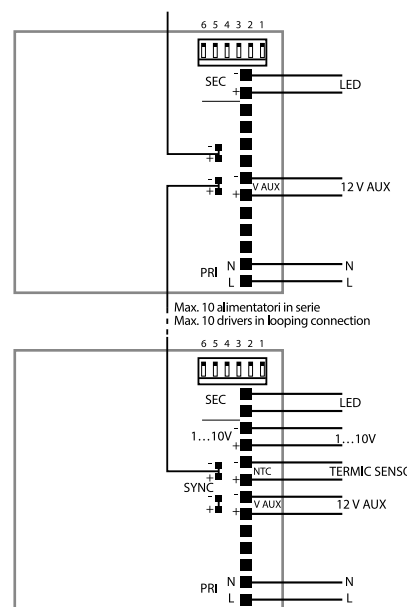 6 5 4 3 2 1
SEC
-
+
LED
-
+
-
+
-
+
V AUX
12 V AUX
PRI
N
L
N
L
Max. 10 alimentatori in serie
Max. 10 drivers in looping connection
6 5 4 3 2 1
SEC
LED
1...10V
-
+
1...10V
-
+
SYNC
-
+
NTC
TERMIC SENSO
-
+
-
+
V AUX
12 V AUX
PRI
N
L
N
L